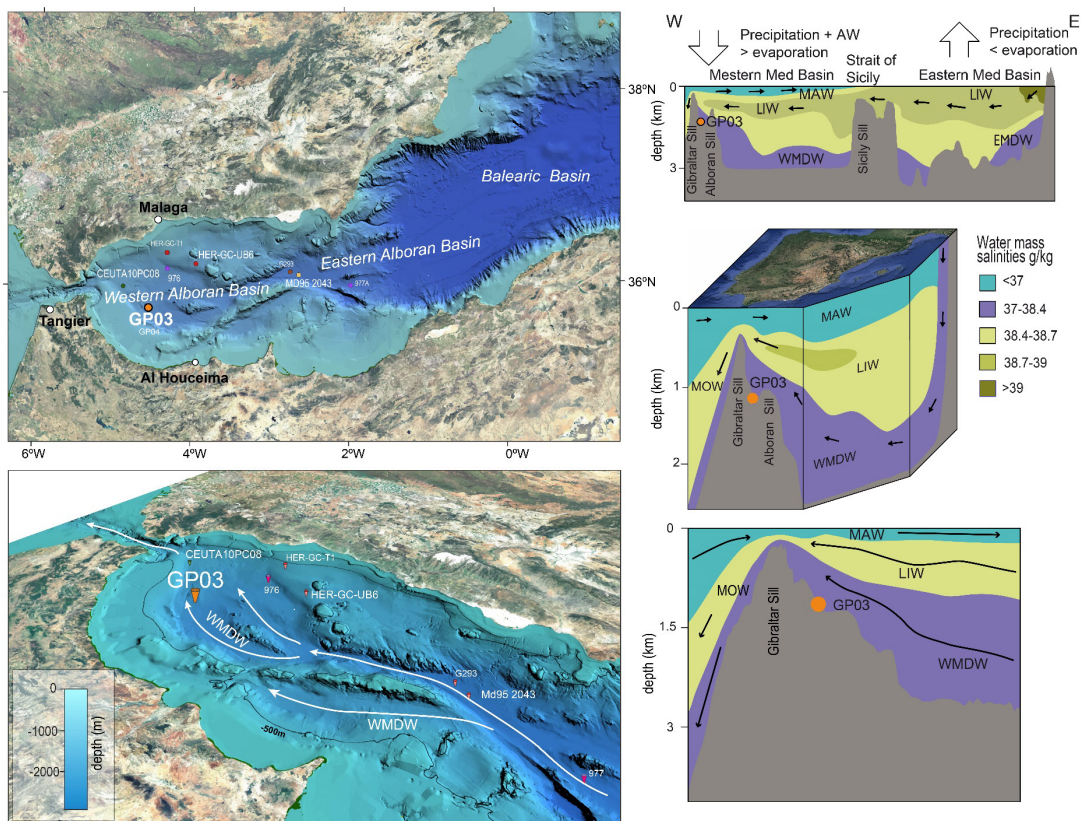 38ºN
36ºN
Balearic Basin
Eastern Alboran Basin
Western Alboran Basin
Malaga
HER-GC-T1
HER-GC-UB6
CEUTA10PC08
976
G293
MD95 2043
977A
GP03
GP04
Tangier
Al Houceima
6ºW
4ºW
2ºW
0ºW
CEUTA10PC08
HER-GC-T1
GP03
976
HER-GC-UB6
WMDW
G293
Md95 2043
WMDW
977
-500m
0
-1000
-2000
depth (m)
W
E
Precipitation + AW
> evaporation
Precipitation
< evaporation
Mestern Med Basin
Strait of
Sicily
Eastern Med Basin
MAW
LIW
LIW
GP03
Gibraltar Sill
Alboran Sill
WMDW
Sicily Sill
EMDW
0
3
depth (km)
MAW
LIW
MOW
GP03
Gibraltar Sill
Alboran Sill
WMDW
0
1
2
depth (km)
Water mass
salinities g/kg
<37
37-38.4
38.4-38.7
38.7-39
>39
MAW
LIW
MOW
GP03
Gibraltar Sill
WMDW
0
1.5
3
depth (km)